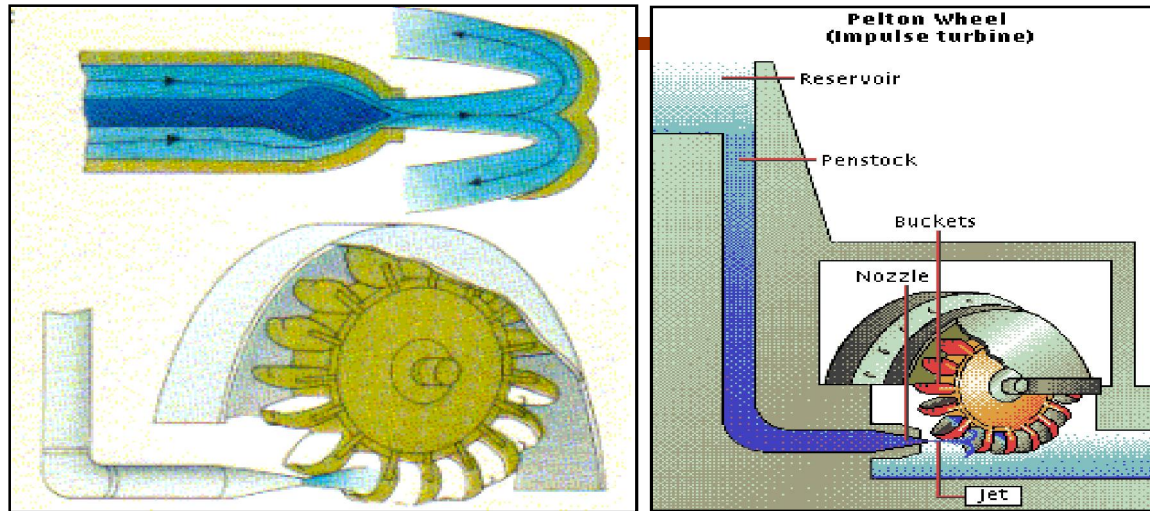 Pelton Wheel
(Impulse turbine)
Reservoir
Penstock
Buckets
Nozzle
Jet